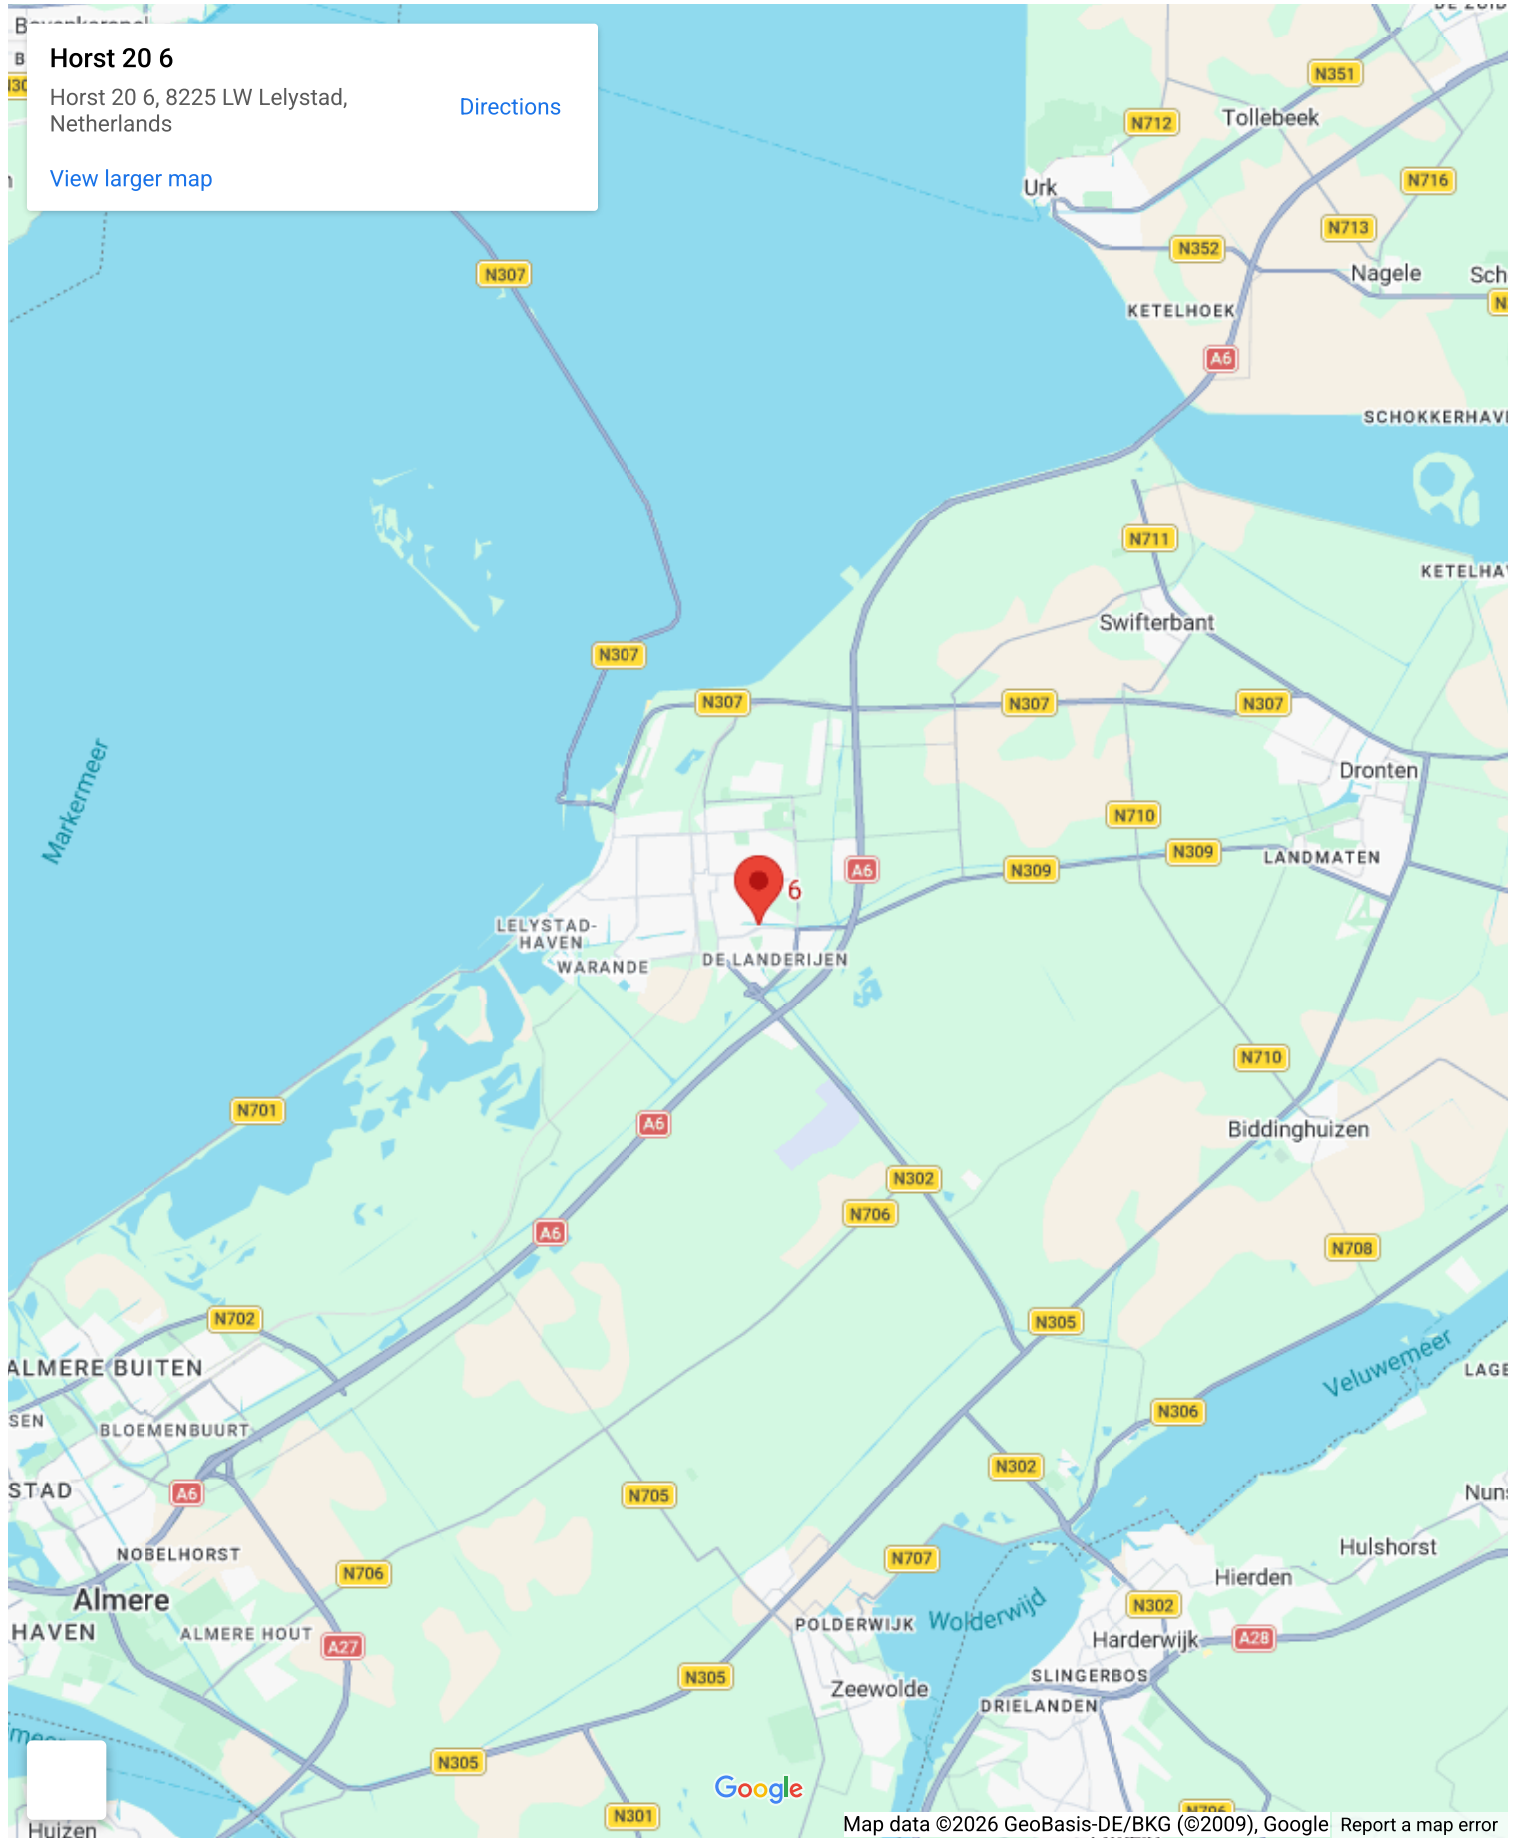 Horst 20 6
Horst 20 6, 8225 LW Lelystad,
Netherlands
Directions
View larger map
N351
Tollebeek
N712
N716
Urk
N713
N352
N307
Nagele
KETELHOEK
A6
N711
Swifterbant
N307
N307
N307
N307
Markermeer
Dronten
N710
N309
LANDMATEN
N309
A6
6
LELYSTAD-
HAVEN
WARANDE
DE LANDERIJEN
N710
N701
A6
Biddinghuizen
N302
N706
A6
N708
N702
N305
ALMERE BUITEN
Veluwemeer
N306
BLOEMENBUURT
N302
A6
N705
NOBELHORST
N707
Hulshorst
N706
Hierden
Almere
Wolderwijd
N302
POLDERWIJK
HAVEN
ALMERE HOUT
A27
Harderwijk
A28
N305
SLINGERBOS
Zeewolde
DRIELANDEN
N305
Google
N301
Huizen
Map data ©2026 GeoBasis-DE/BKG (©2009), Google
Report a map error